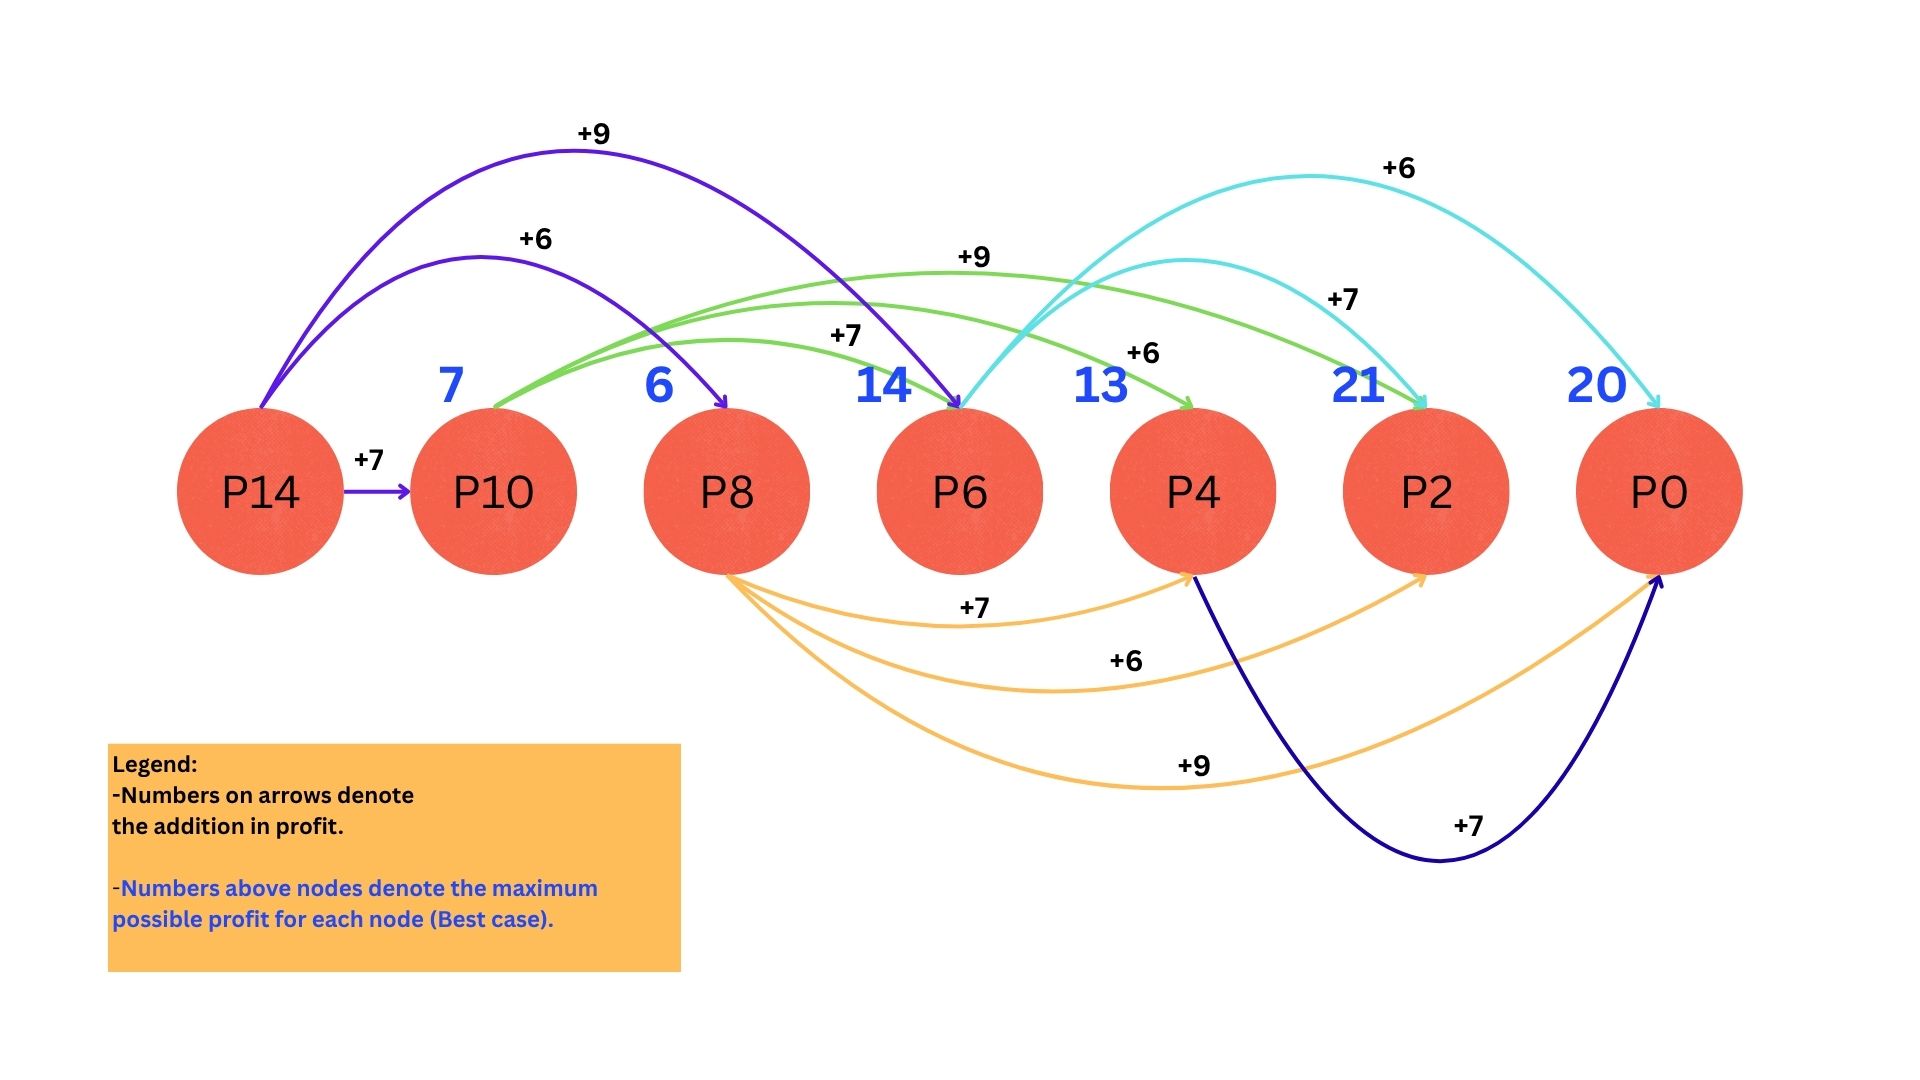 +9
+6
+6
+9
+7
+7
+6
7
6
14
13
21
20
+7
P14
P10
P8
P6
P4
P2
P0
+7
+6
+9
+7
Legend:
-Numbers on arrows denote
the addition in profit.
-Numbers above nodes denote the maximum
possible profit for each node (Best case).